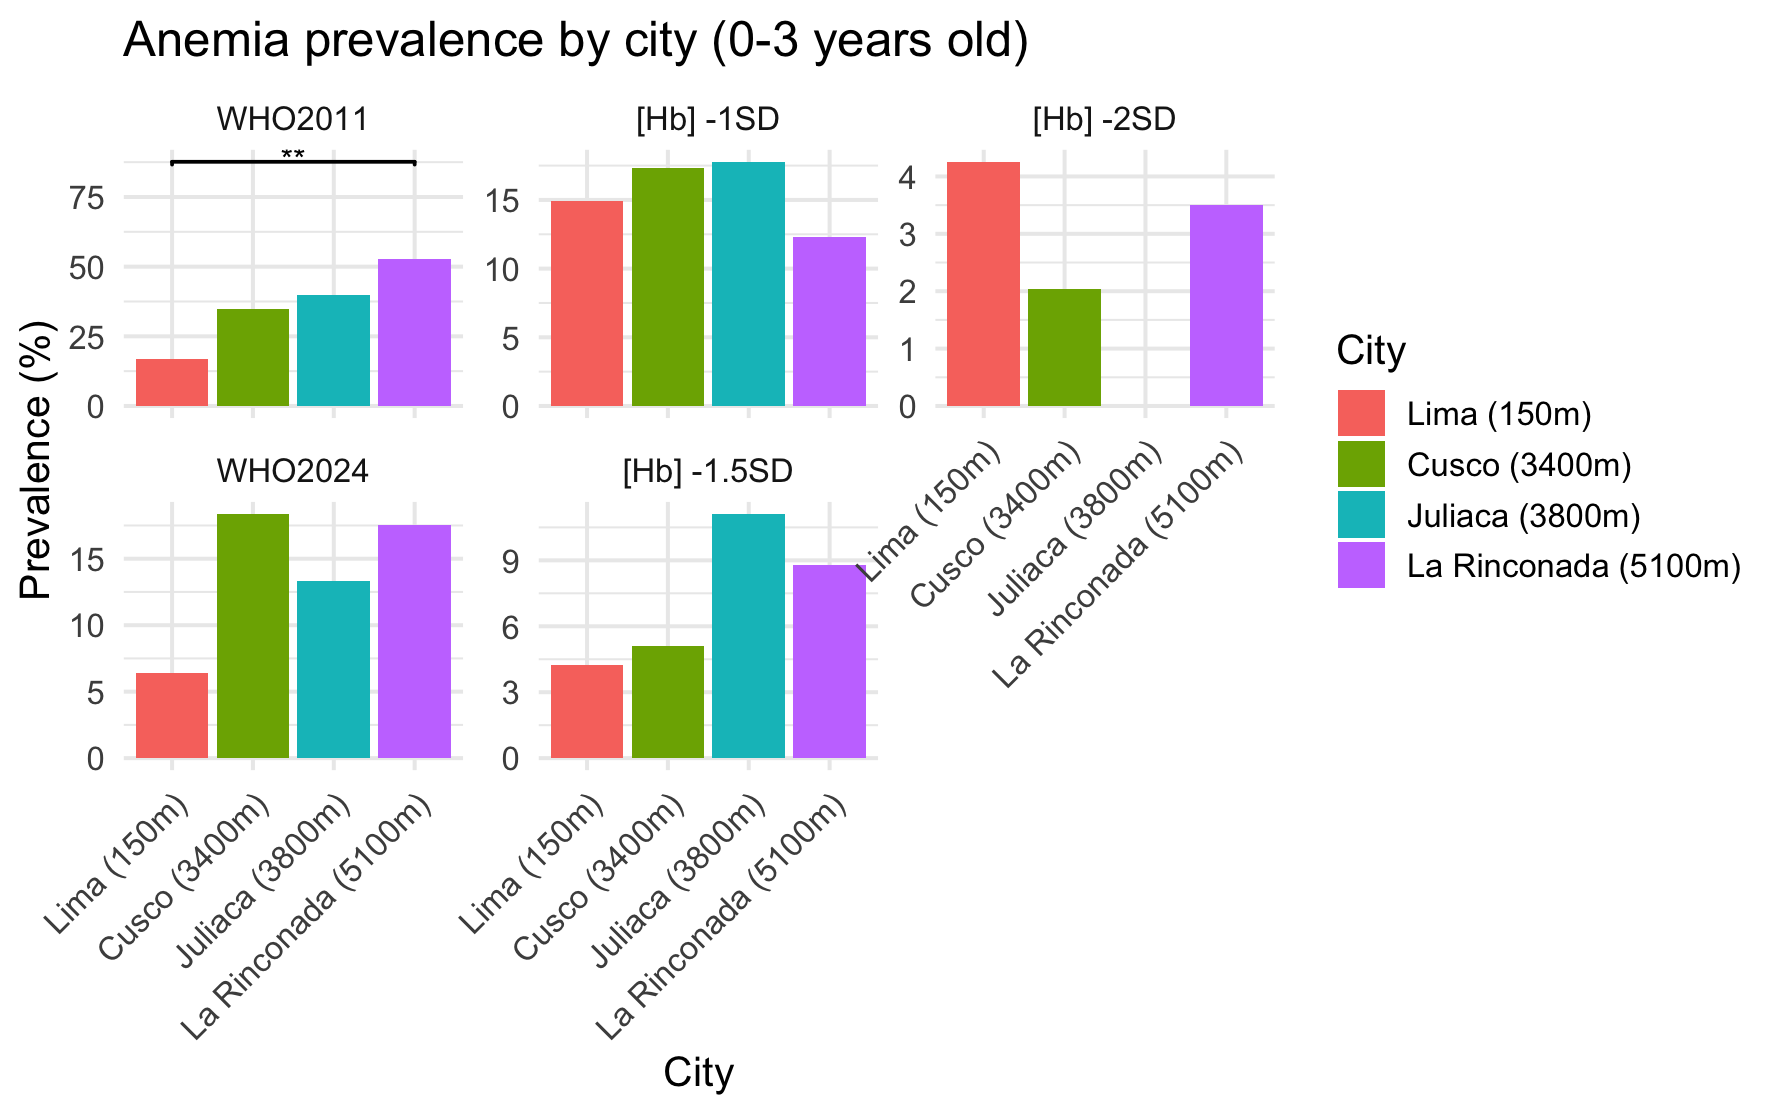 Anemia prevalence by city (0-3 years old)
WHO2011
[Hb] -1SD
[Hb] -2SD
**
75
50
25
0
15
10
5
0
4
3
2
1
0
Lima (150m)
Cusco (3400m)
Juliaca (3800m)
La Rinconada (5100m)
Prevalence (%)
WHO2024
[Hb] -1.5SD
15
10
5
0
9
6
3
0
Lima (150m)
Cusco (3400m)
Juliaca (3800m)
La Rinconada (5100m)
Lima (150m)
Cusco (3400m)
Juliaca (3800m)
La Rinconada (5100m)
City
City
Lima (150m)
Cusco (3400m)
Juliaca (3800m)
La Rinconada (5100m)